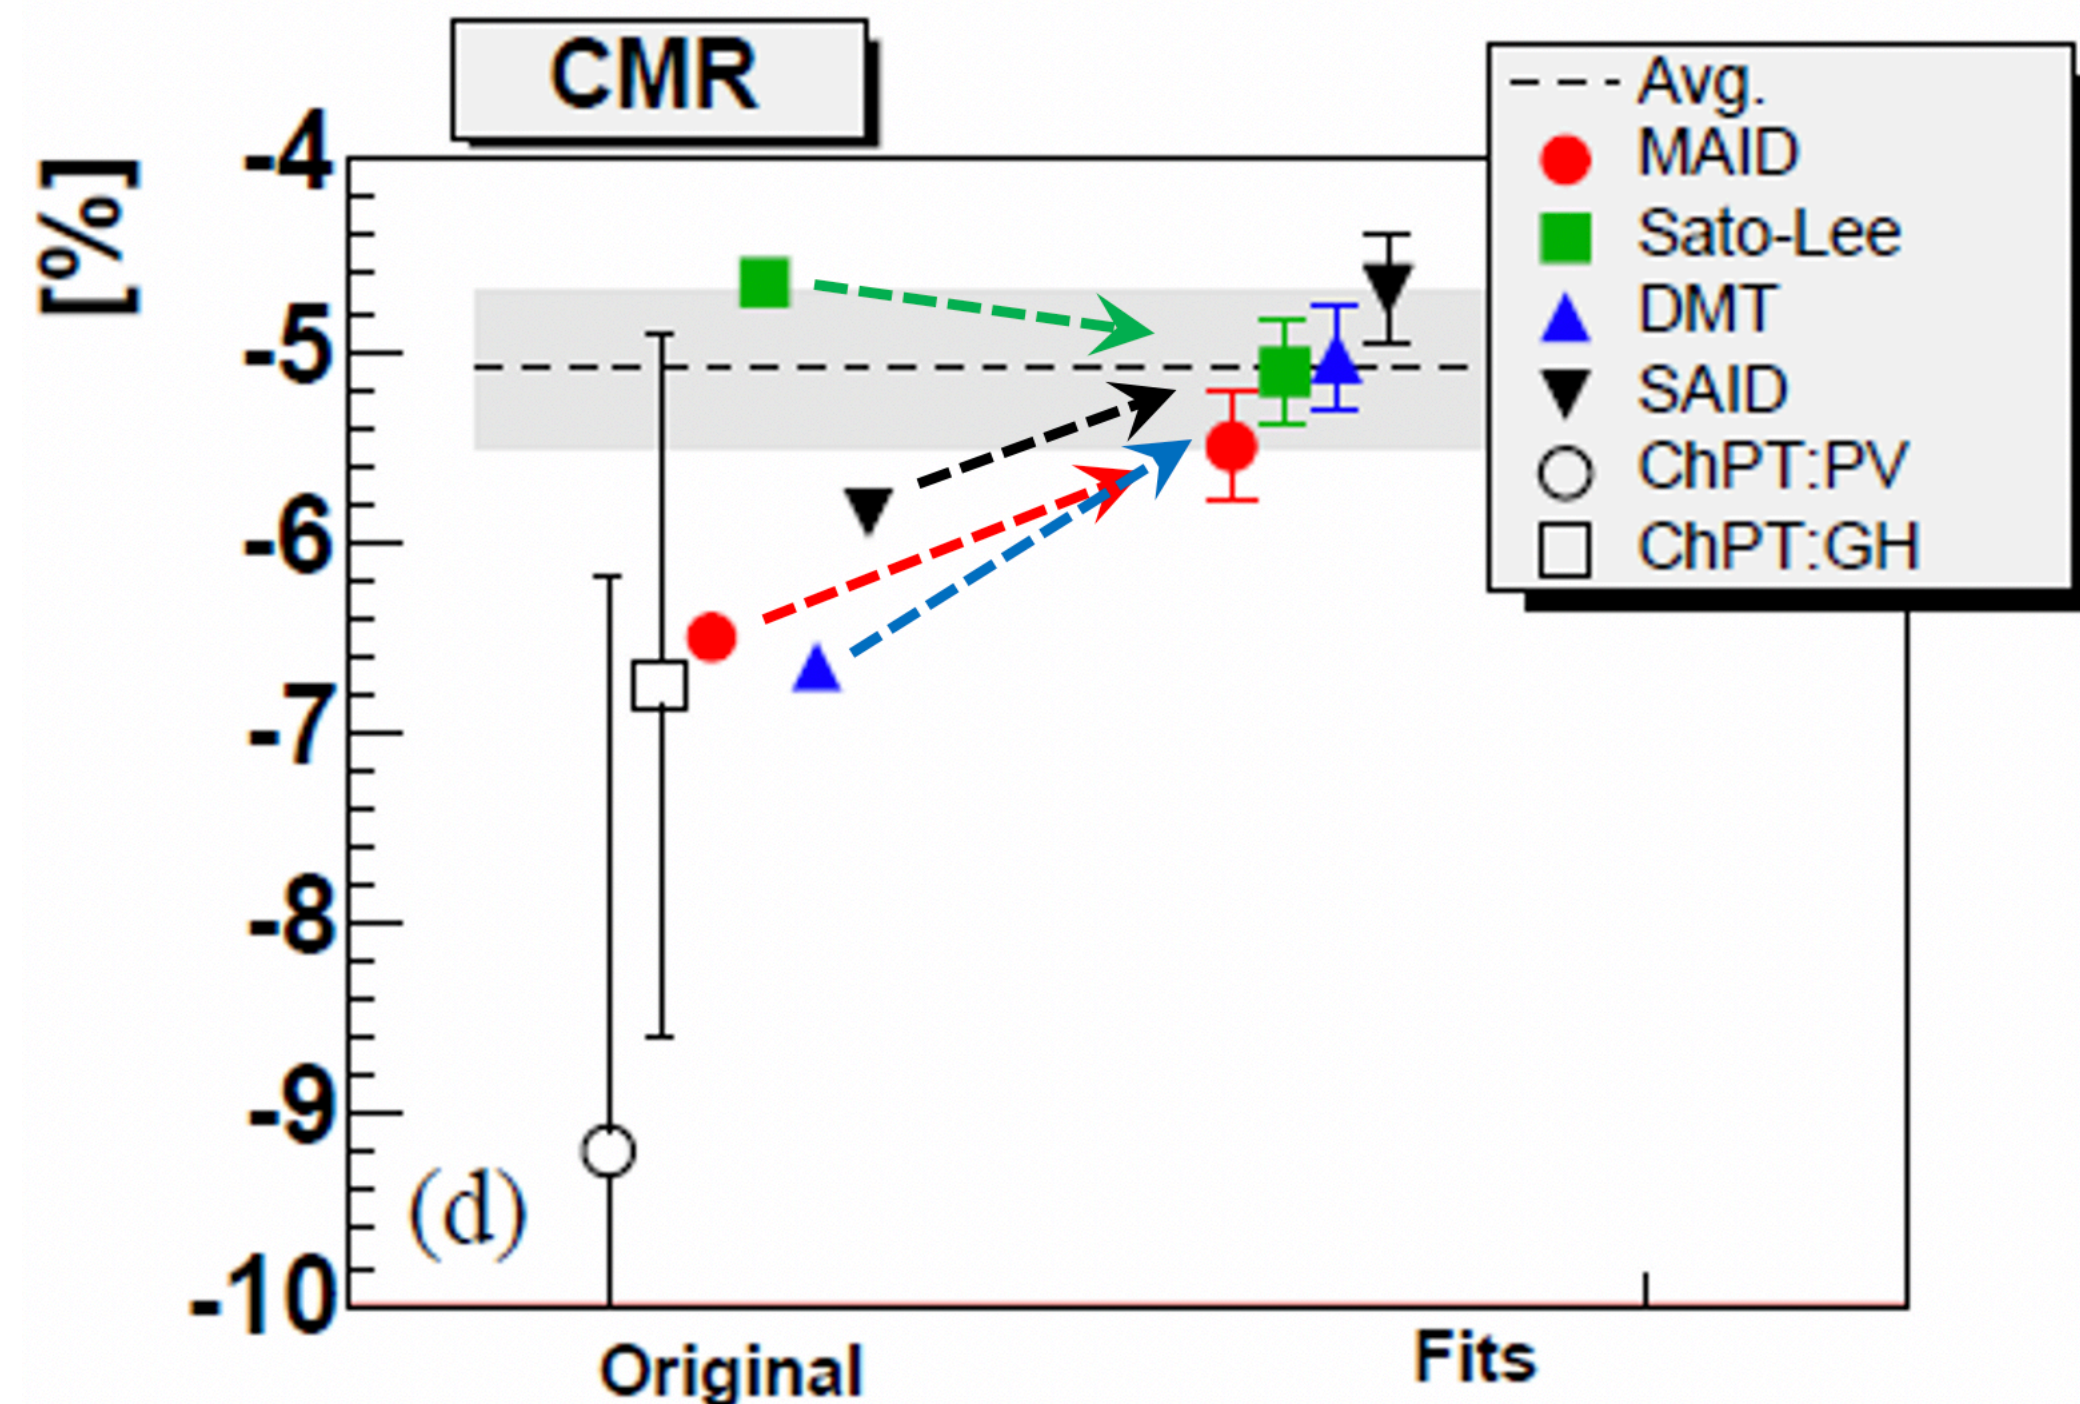 CMR
[%]
-4
-5
-6
-7
-8
-9
-10
(d)
Original
Fits
Avg.
MAID
Sato-Lee
DMT
SAID
ChPT:PV
ChPT:GH